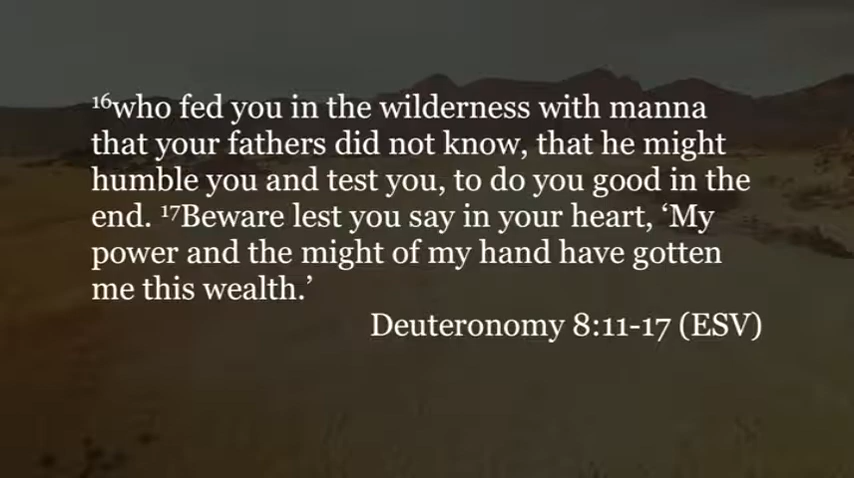 ¹⁶who fed you in the wilderness with manna
that your fathers did not know, that he might
humble you and test you, to do you good in the
end. ¹⁷Beware lest you say in your heart, ‘My
power and the might of my hand have gotten
me this wealth.’
Deuteronomy 8:11-17 (ESV)